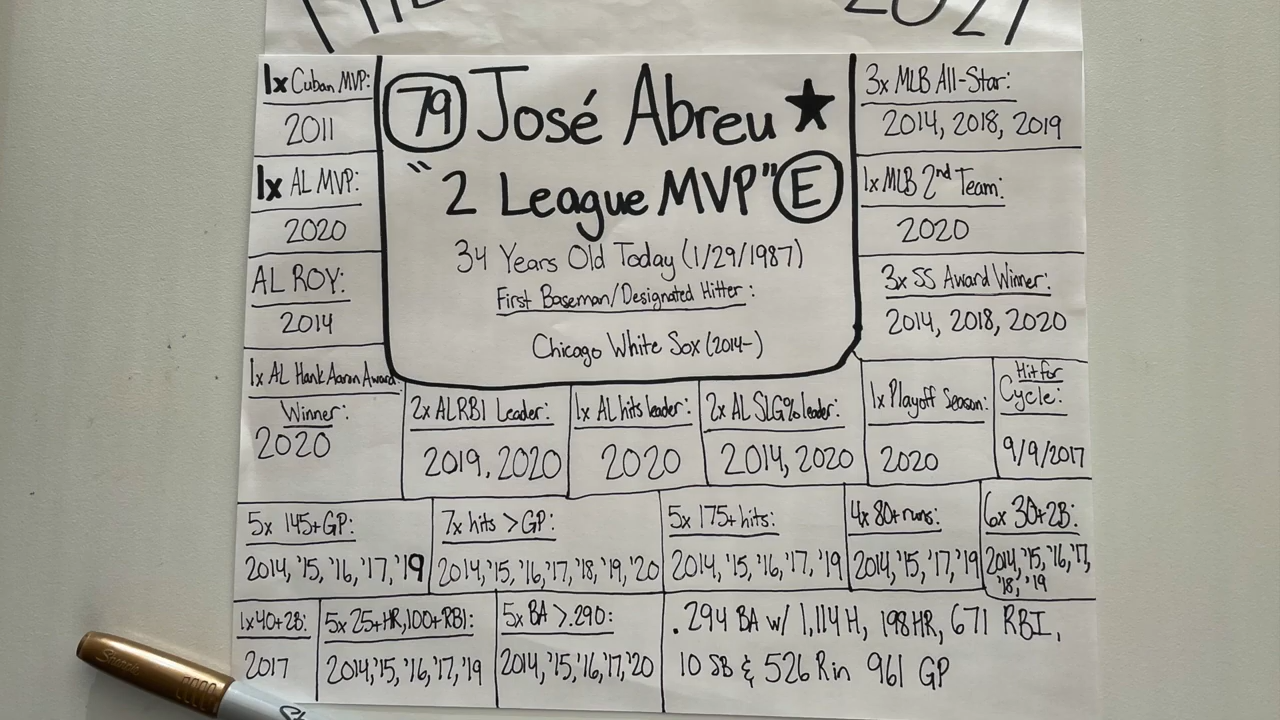 2021
1x Cuban MVP:
2011
1x AL MVP:
2020
AL ROY:
2014
1x AL Hank Aaron Award
Winner:
2020
79 José Abreu ★
"2 League MVP" E
34 Years Old Today (1/29/1987)
First Baseman/Designated Hitter:
Chicago White Sox (2014-)
3x MLB All-Star:
2014, 2018, 2019
1x MLB 2nd Team:
2020
3x SS Award Winner:
2014, 2018, 2020
2x AL RBI Leader:
2019, 2020
1x AL hits leader:
2020
2x AL SLG% leader:
2014, 2020
1x Playoff Season:
2020
Hit for
Cycle:
9/9/2017
5x 145+ GP:
2014, '15, '16, '17, '19
7x hits > GP:
2014, '15, '16, '17, '18, '19, '20
5x 175+ hits:
2014, '15, '16, '17, '19
4x 80+ runs:
2014, '15, '17, '19
6x 30+2B:
2014, '15, '16, '17,
'18, '19
1x 40+2B:
2017
5x 25+HR, 100+RBI:
2014, '15, '16, '17, '19
5x BA >.290:
2014, '15, '16, '17, '20
.294 BA w/ 1,114 H, 198 HR, 671 RBI,
10 SB & 526 R in 961 GP
Sharpie